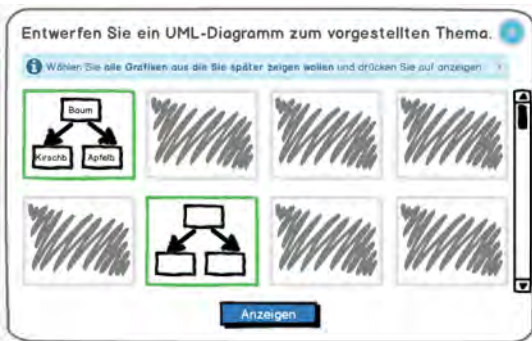 Entwerfen Sie ein UML-Diagramm zum vorgestellten Thema.
Wählen Sie alle Grafiken aus die Sie später zeigen wollen und drücken Sie auf anzeigen
Baum
Kirschb. Apfelb.
Anzeigen